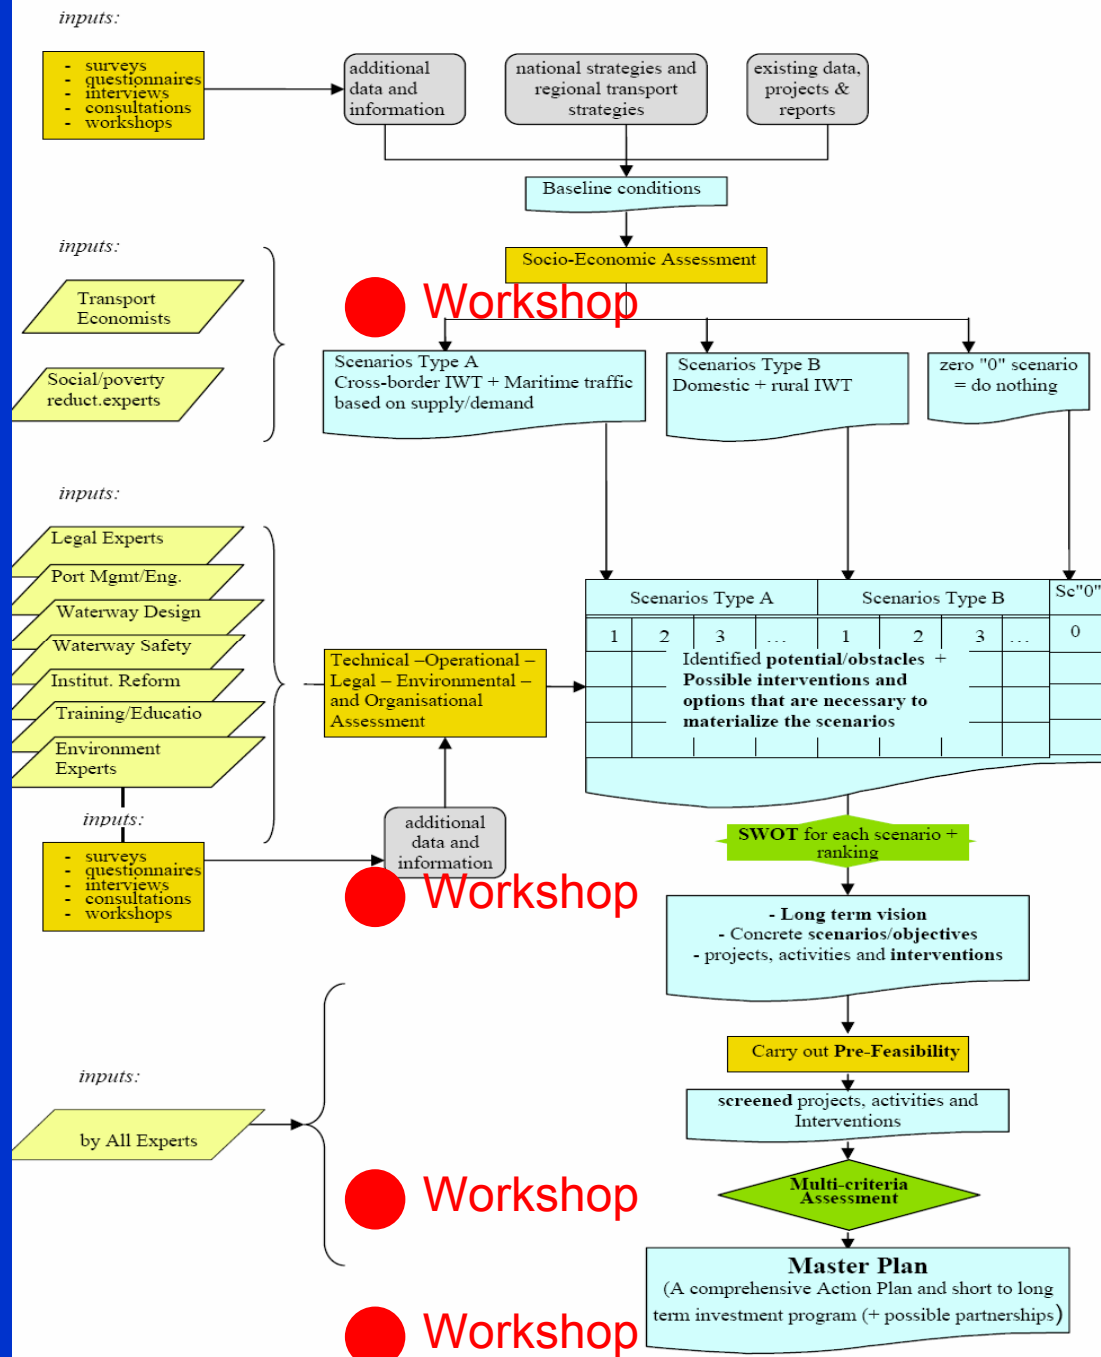 inputs:
- surveys
- questionnaires
- interviews
- consultations
- workshops
additional
data and
information
national strategies and
regional transport
strategies
existing data,
projects &
reports
Baseline conditions
inputs:
Socio-Economic Assessment
Transport
Economists
Workshop
Social/poverty
reduct.experts
Scenarios Type A
Cross-border IWT + Maritime traffic
based on supply/demand
Scenarios Type B
Domestic + rural IWT
zero "0" scenario
= do nothing
inputs:
Legal Experts
Port Mgmt/Eng.
Waterway Design
Waterway Safety
Institut. Reform
Training/Educatio
Environment
Experts
Technical –Operational –
Legal – Environmental –
and Organisational
Assessment
Scenarios Type A
Scenarios Type B
Sc"0"
1 2 3 … 1 2 3 … 0
Identified potential/obstacles +
Possible interventions and
options that are necessary to
materialize the scenarios
inputs:
- surveys
- questionnaires
- interviews
- consultations
- workshops
additional
data and
information
Workshop
SWOT for each scenario +
ranking
- Long term vision
- Concrete scenarios/objectives
- projects, activities and interventions
Carry out Pre-Feasibility
inputs:
by All Experts
screened projects, activities and
Interventions
Workshop
Multi-criteria
Assessment
Master Plan
(A comprehensive Action Plan and short to long
term investment program (+ possible partnerships)
Workshop